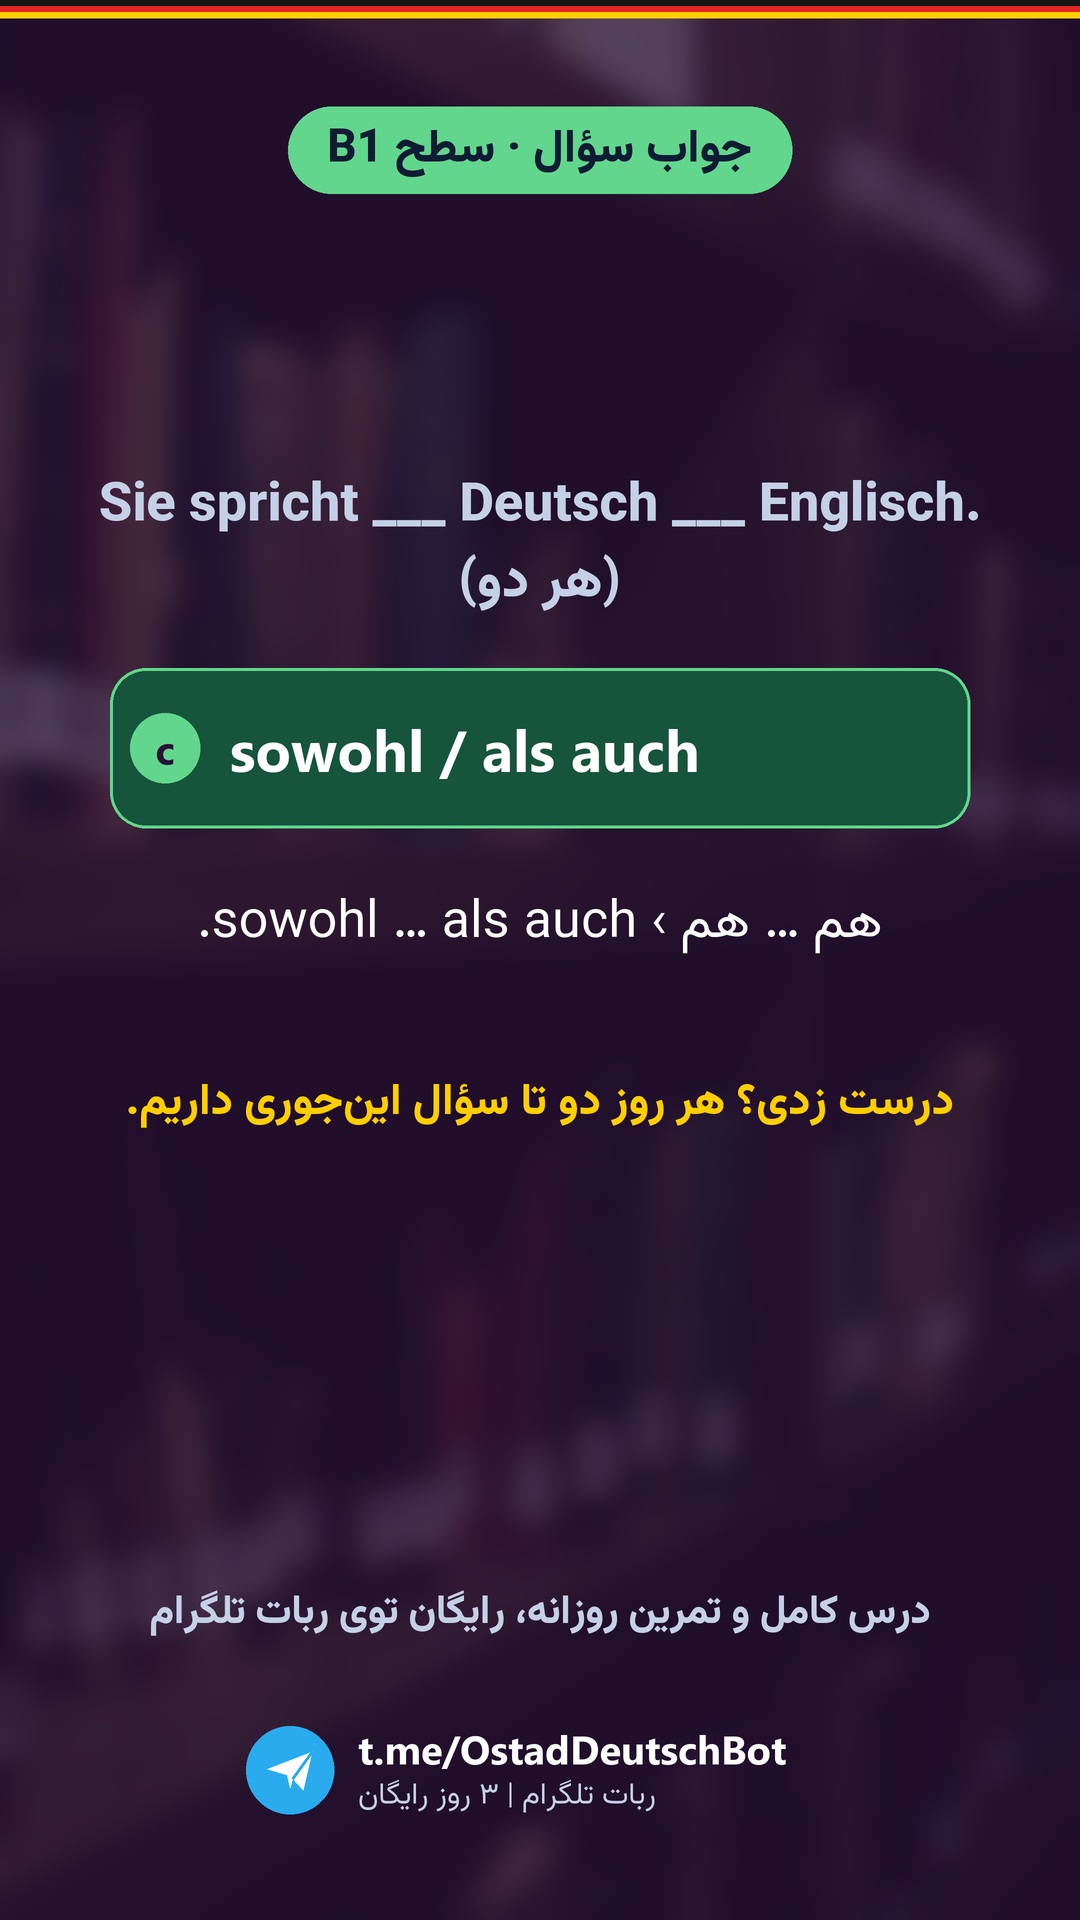 جواب سؤال · سطح B1
Sie spricht ___ Deutsch ___ Englisch.
(هر دو)
c sowohl / als auch
هم … هم › sowohl … als auch.
درست زدی؟ هر روز دو تا سؤال این‌جوری داریم.
درس کامل و تمرین روزانه، رایگان توی ربات تلگرام
t.me/OstadDeutschBot
ربات تلگرام | ۳ روز رایگان